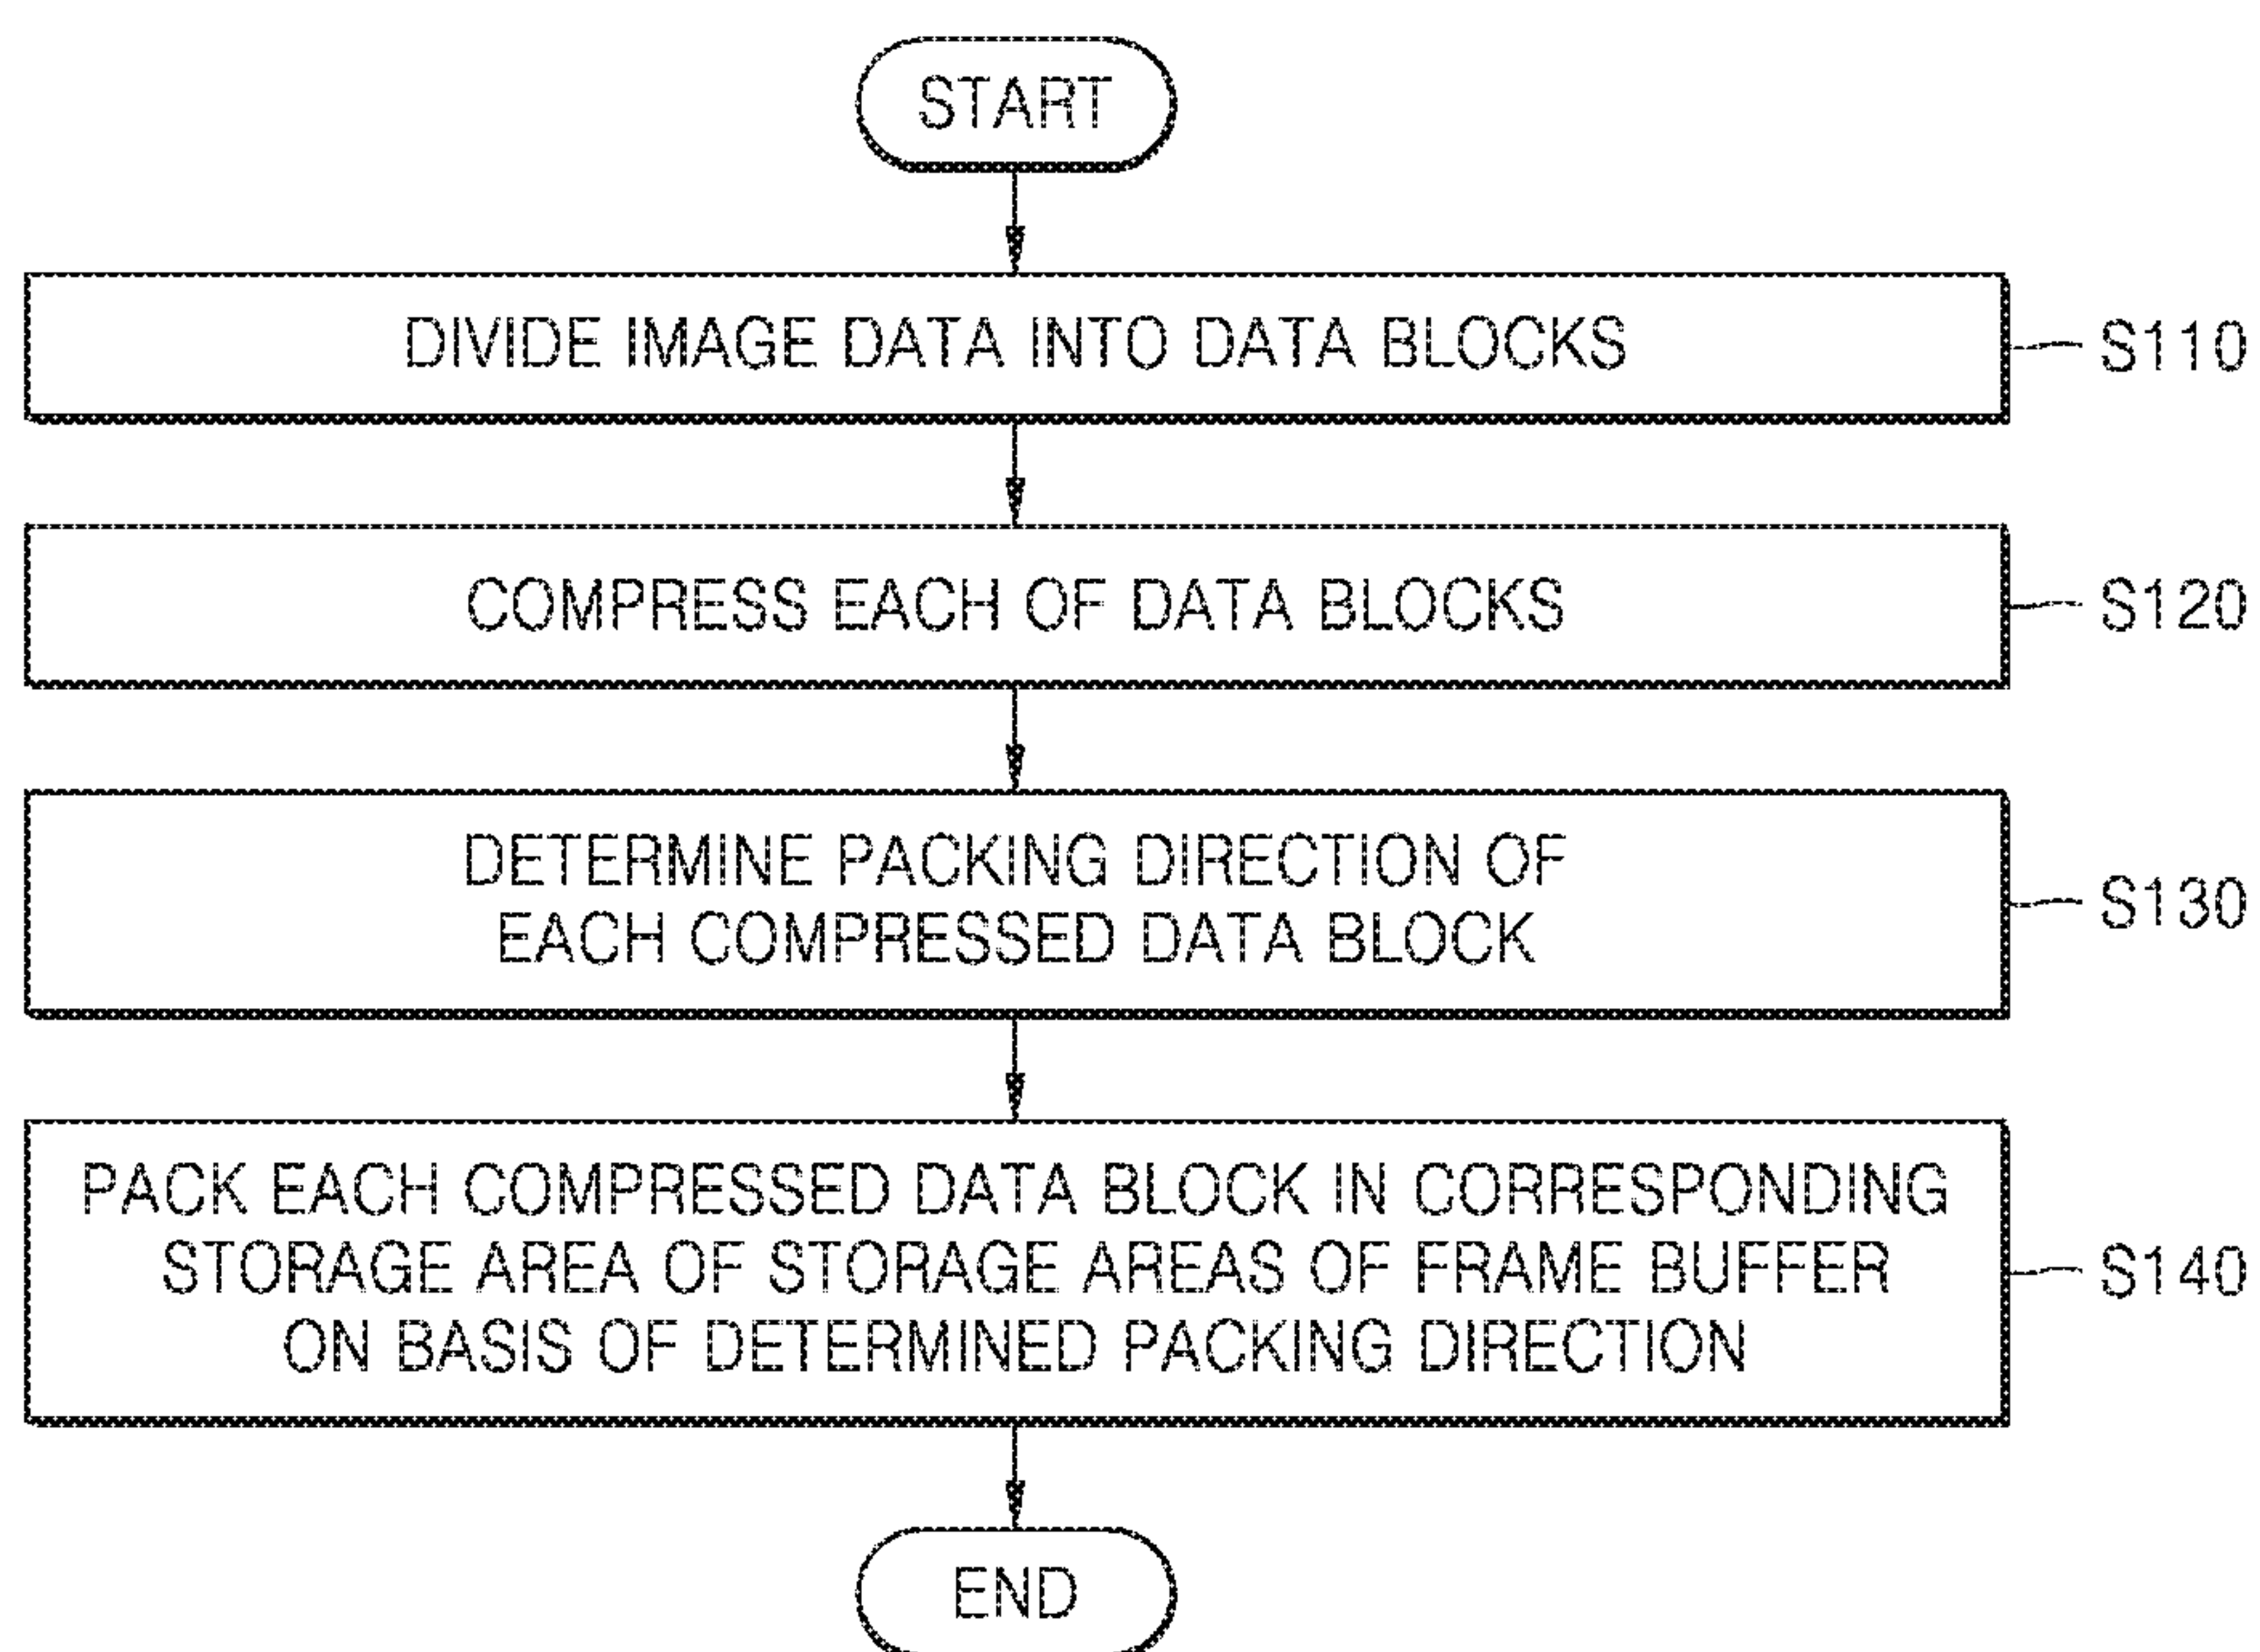 START
DIVIDE IMAGE DATA INTO DATA BLOCKS
S110
COMPRESS EACH OF DATA BLOCKS
S120
DETERMINE PACKING DIRECTION OF
EACH COMPRESSED DATA BLOCK
S130
PACK EACH COMPRESSED DATA BLOCK IN CORRESPONDING
STORAGE AREA OF STORAGE AREAS OF FRAME BUFFER
ON BASIS OF DETERMINED PACKING DIRECTION
S140
END